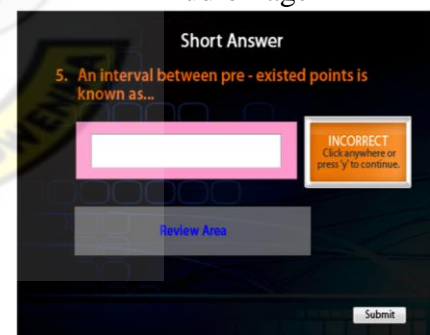 Short Answer
5. An interval between pre - existed points is
known as...
INCORRECT
Click anywhere or
press 'y' to continue.
Review Area
Submit